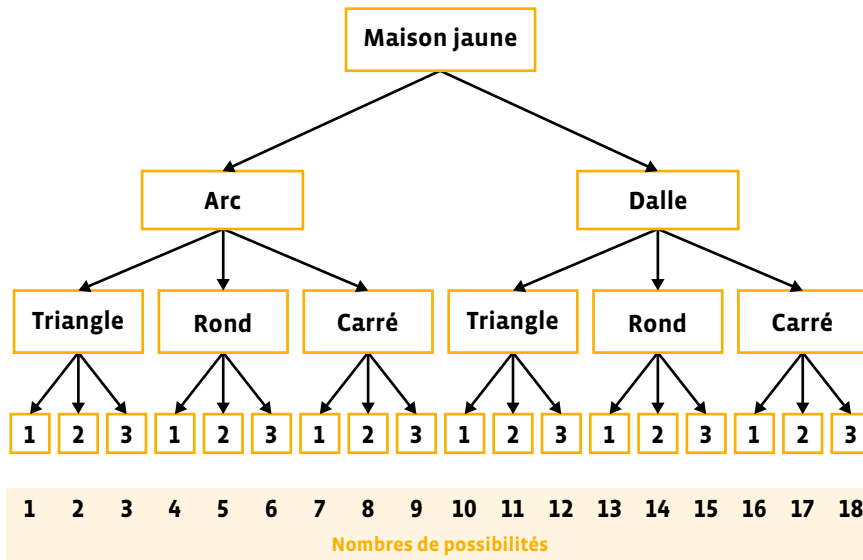 Maison jaune
Arc Dalle
Triangle Rond Carré Triangle Rond Carré
1 2 3 1 2 3 1 2 3 1 2 3 1 2 3 1 2 3
1 2 3 4 5 6 7 8 9 10 11 12 13 14 15 16 17 18
Nombres de possibilités